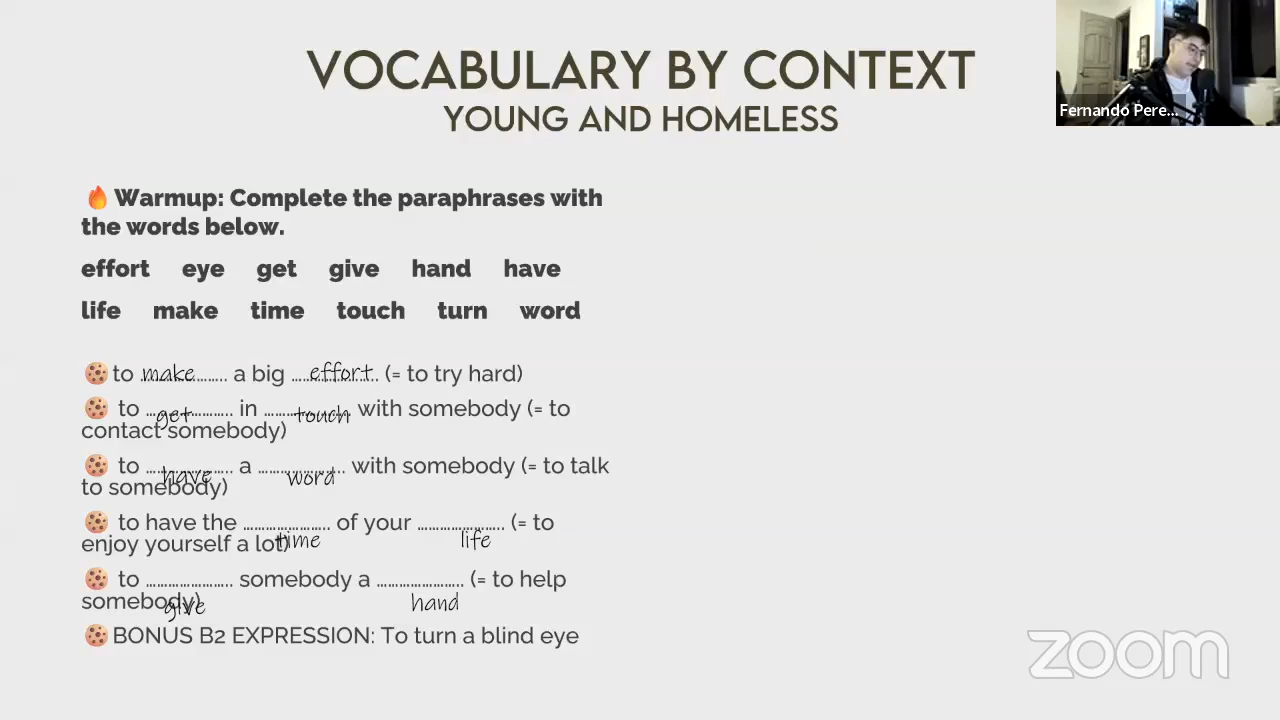 VOCABULARY BY CONTEXT
YOUNG AND HOMELESS
Fernando Pere...
🔥 Warmup: Complete the paraphrases with
the words below.
effort eye get give hand have
life make time touch turn word
🍪 to make a big effort (= to try hard)
🍪 to get in touch with somebody (= to
contact somebody)
🍪 to have a word with somebody (= to talk
to somebody)
🍪 to have the time of your life (= to
enjoy yourself a lot)
🍪 to give somebody a hand (= to help
somebody)
🍪 BONUS B2 EXPRESSION: To turn a blind eye
zoom